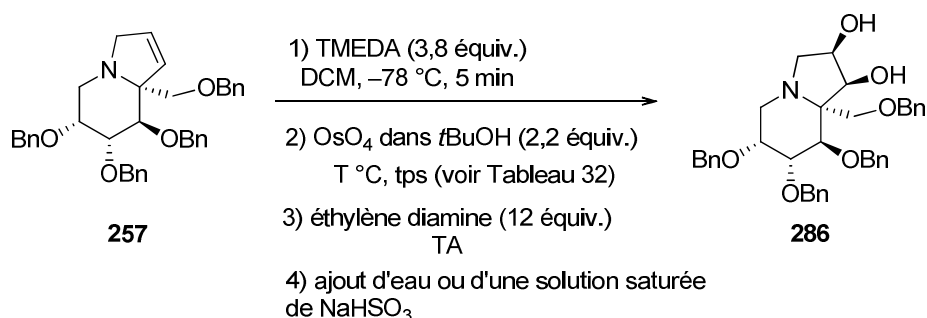 N
OBn
BnO
OBn
OBn
257
1) TMEDA (3,8 équiv.)
DCM, –78 °C, 5 min
2) OsO4 dans tBuOH (2,2 équiv.)
T °C, tps (voir Tableau 32)
3) éthylène diamine (12 équiv.)
TA
4) ajout d'eau ou d'une solution saturée
de NaHSO3
OH
OH
N
OBn
BnO
OBn
OBn
286